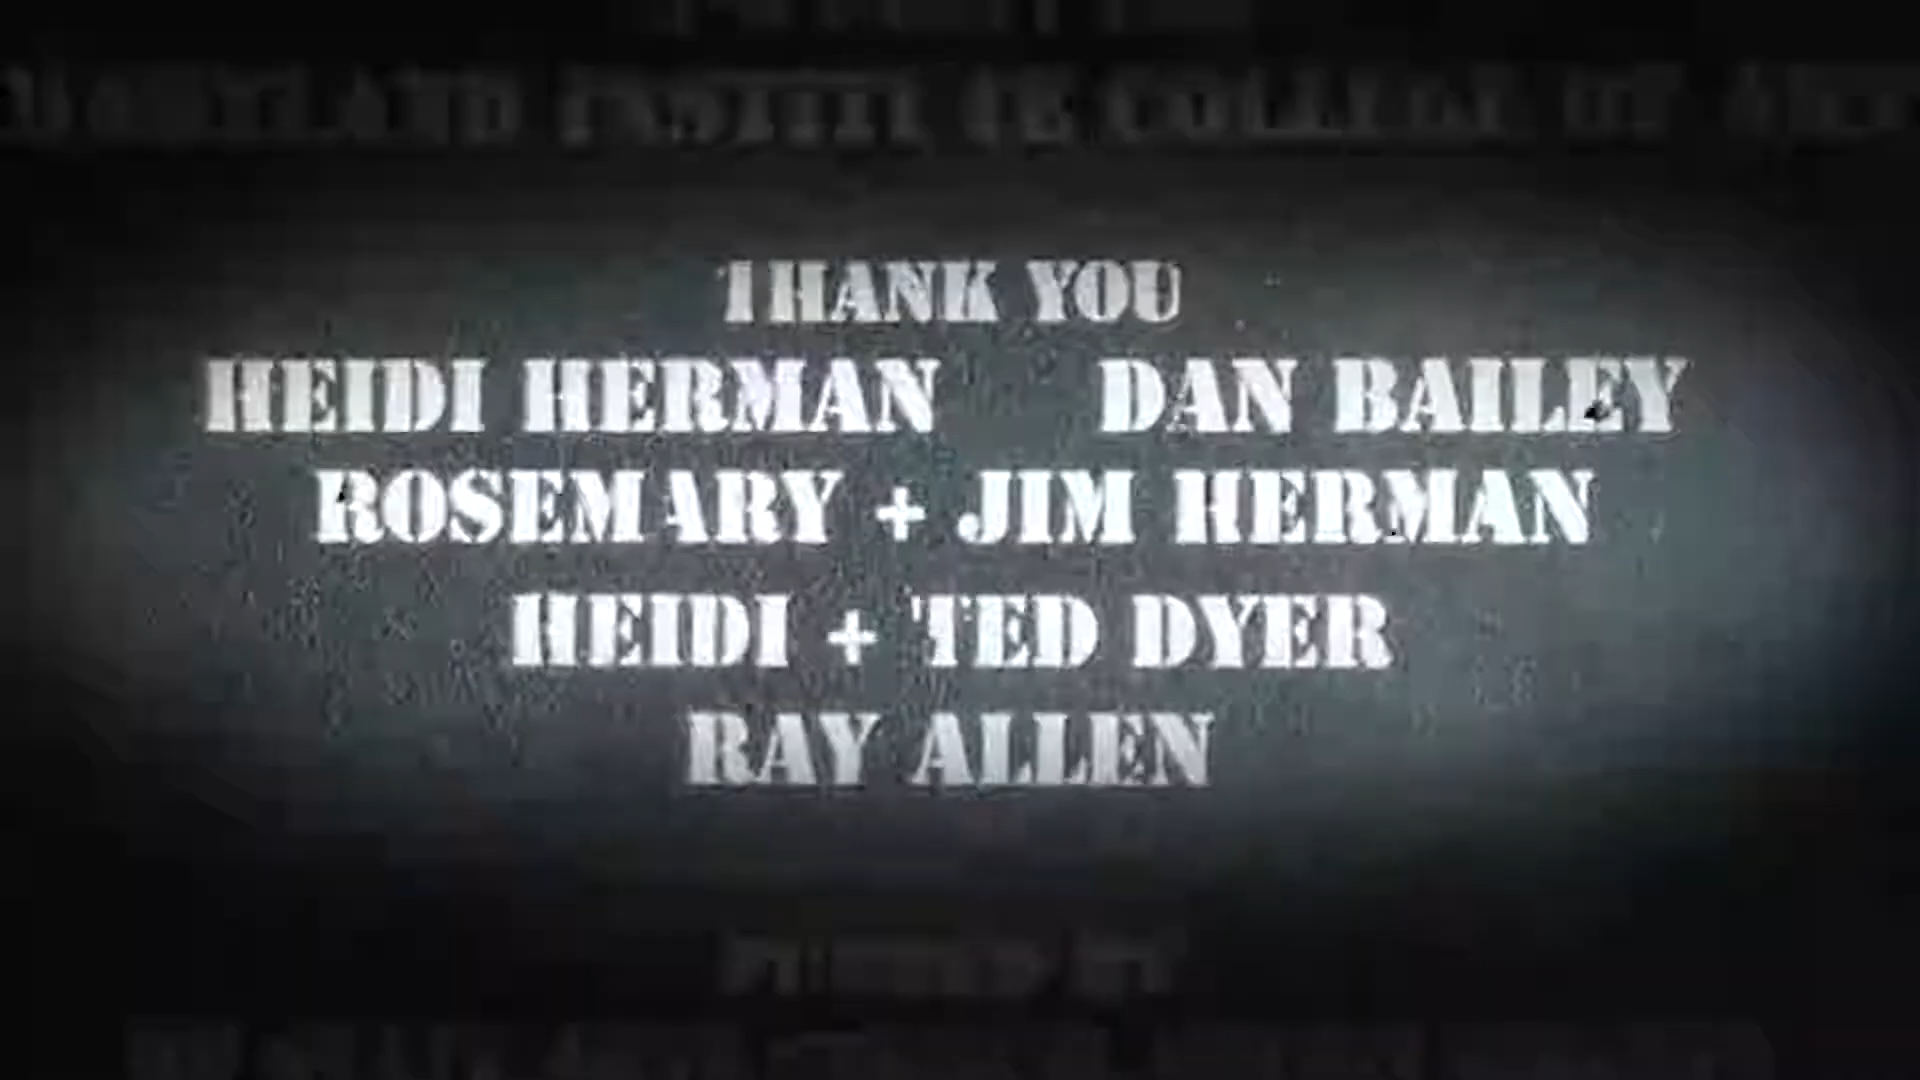 THANK YOU
HEIDI HERMAN DAN BAILEY
ROSEMARY + JIM HERMAN
HEIDI + TED DYER
RAY ALLEN